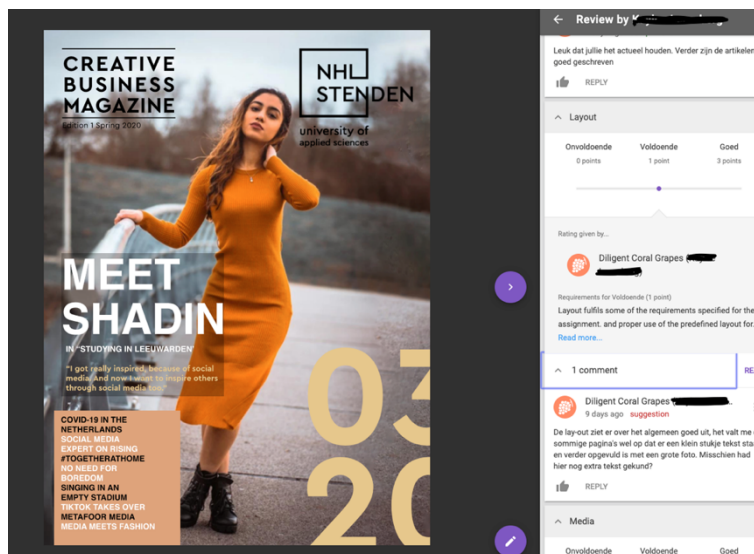 CREATIVE
BUSINESS
MAGAZINE
Edition 1 Spring 2020
NHL
STENDEN
university of
applied sciences
MEET
SHADIN
IN "STUDYING IN LEEUWARDEN"
"I got really inspired, because of social
media. And now I want to inspire others
through social media too."
COVID-19 IN THE
NETHERLANDS
SOCIAL MEDIA
EXPERT ON RISING
#TOGETHERATHOME
NO NEED FOR
BOREDOM
SINGING IN AN
EMPTY STADIUM
TIKTOK TAKES OVER
METAFOOR MEDIA
MEDIA MEETS FASHION
03
20
Review by
Leuk dat jullie het actueel houden. Verder zijn de artikelen
goed geschreven
REPLY
Layout
Onvoldoende Voldoende Goed
0 points 1 point 3 points
Rating given by...
Diligent Coral Grapes
Requirements for Voldoende (1 point)
Layout fulfils some of the requirements specified for the
assignment. and proper use of the predefined layout for.
Read more...
1 comment
Diligent Coral Grapes
9 days ago suggestion
De lay-out ziet er over het algemeen goed uit, het valt me
sommige pagina's wel op dat er een klein stukje tekst
en verder opgevuld is met een grote foto. Misschien had
hier nog extra tekst gekund?
REPLY
Media
Onvoldoende Voldoende Goed